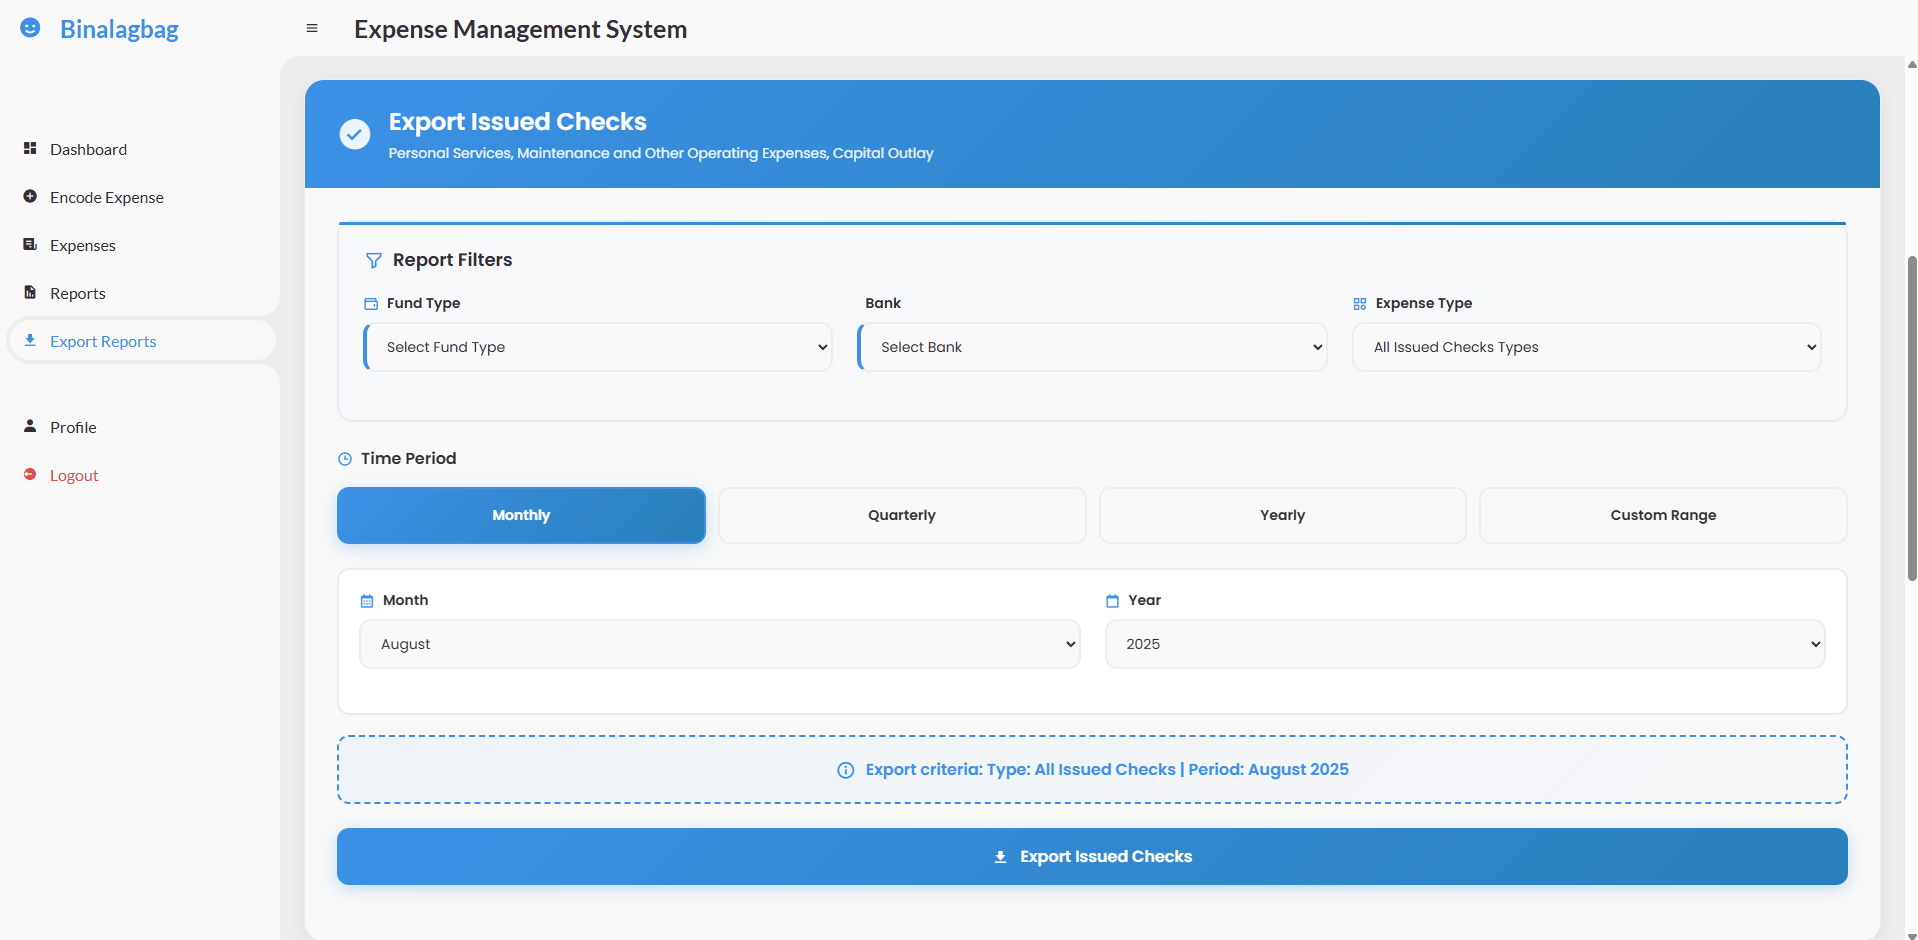 Binalagbag
Expense Management System
Dashboard
Encode Expense
Expenses
Reports
Export Reports
Profile
Logout
Export Issued Checks
Personal Services, Maintenance and Other Operating Expenses, Capital Outlay
Report Filters
Fund Type
Bank
Expense Type
Select Fund Type
Select Bank
All Issued Checks Types
Time Period
Monthly
Quarterly
Yearly
Custom Range
Month
Year
August
2025
Export criteria: Type: All Issued Checks | Period: August 2025
Export Issued Checks